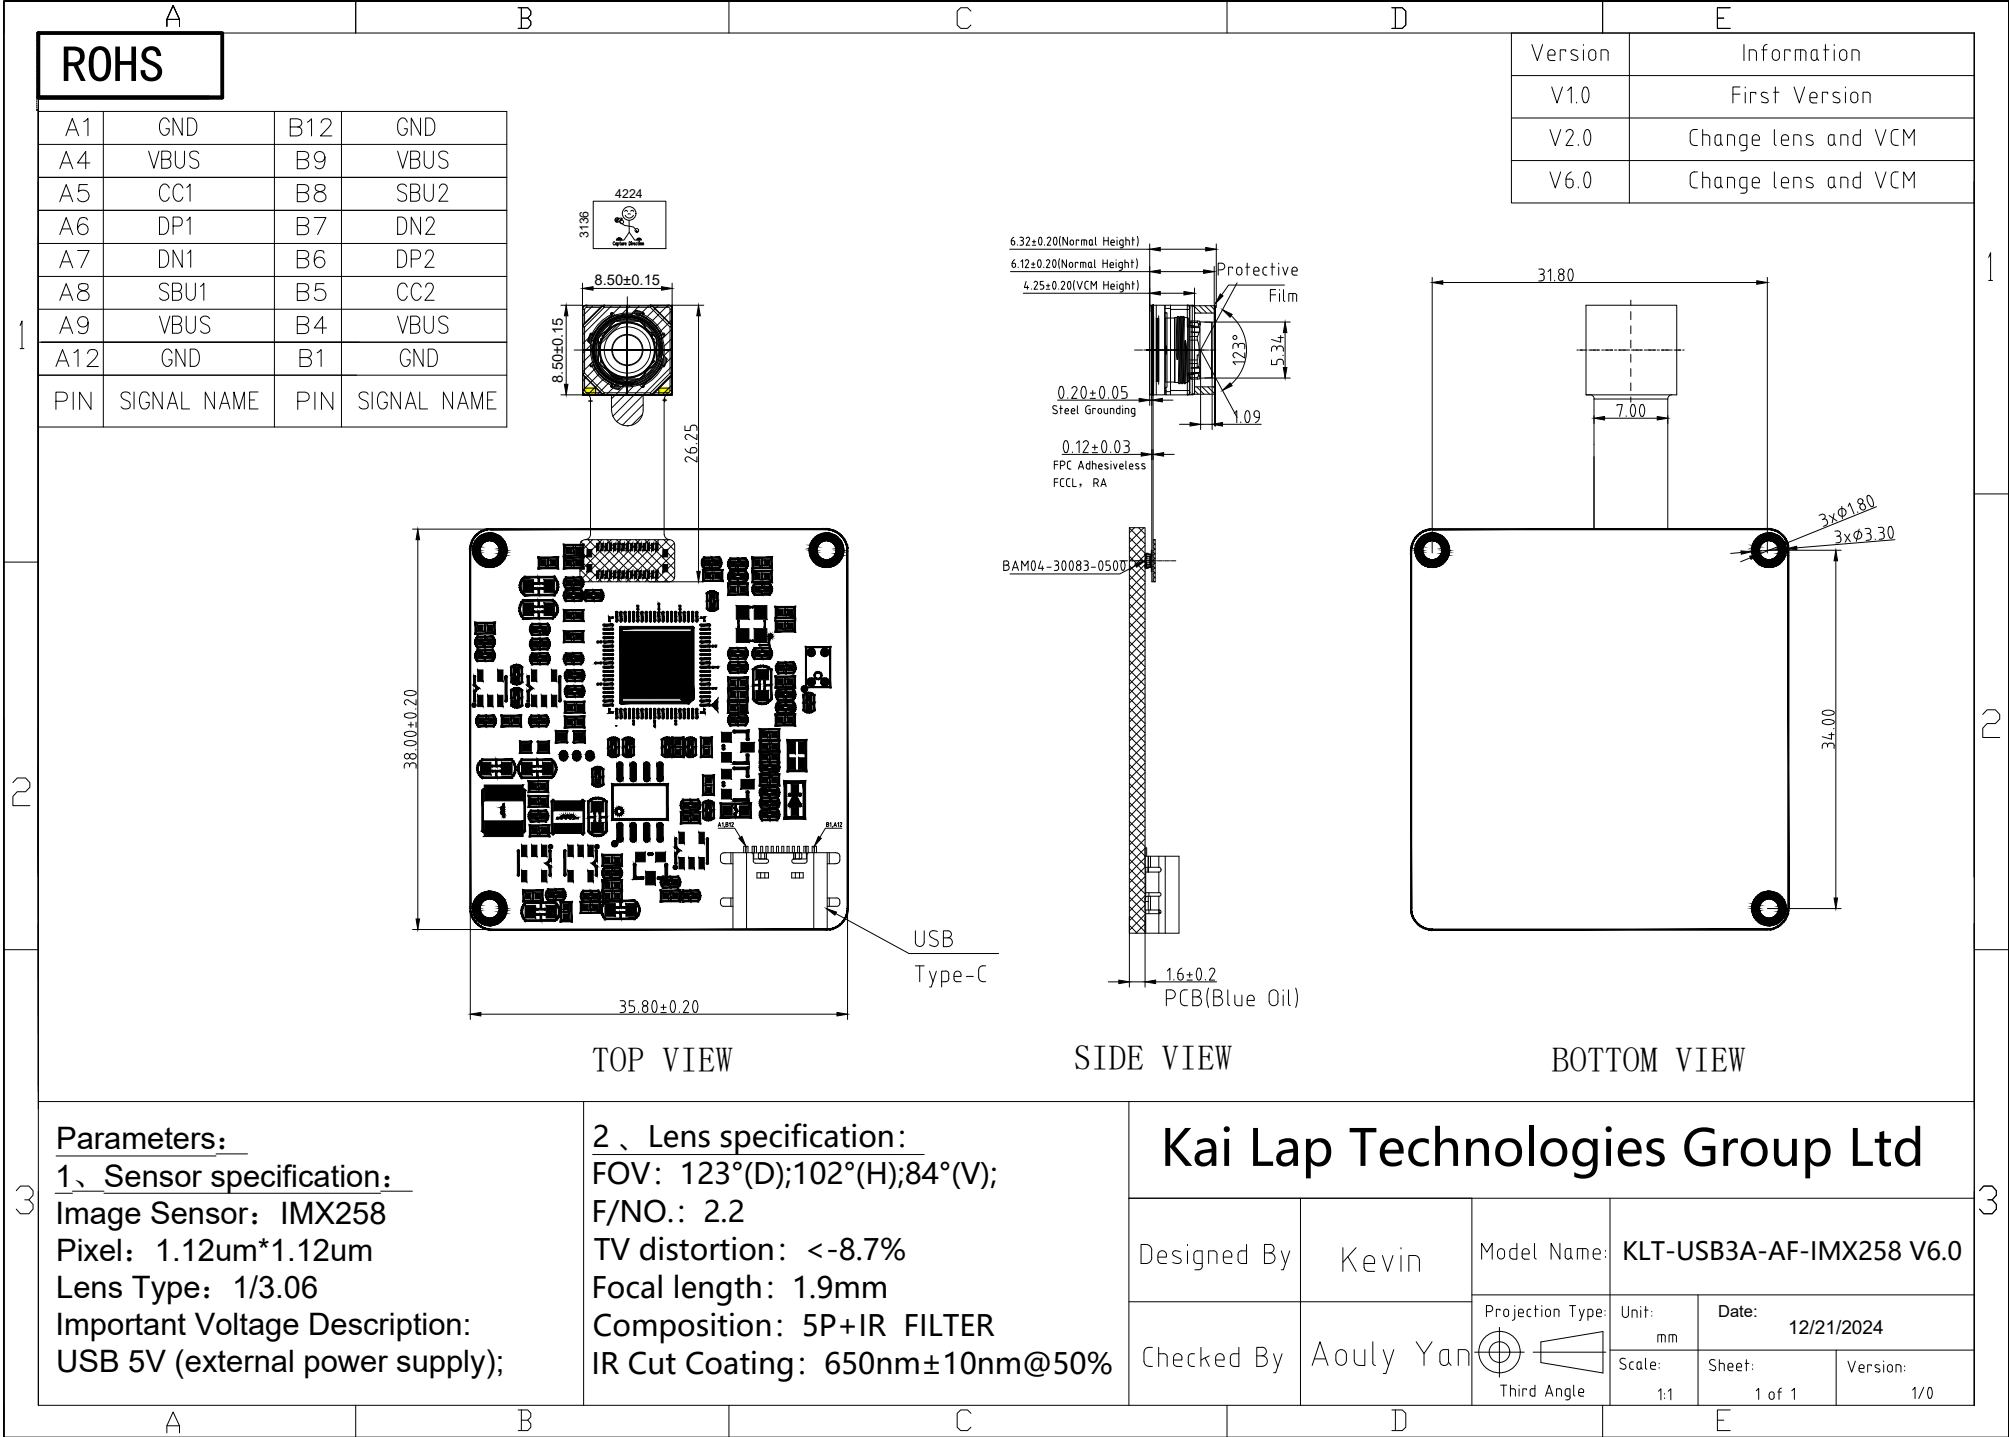 A B C D E
ROHS
A1 GND B12 GND
A4 VBUS B9 VBUS
A5 CC1 B8 SBU2
A6 DP1 B7 DN2
A7 DN1 B6 DP2
A8 SBU1 B5 CC2
A9 VBUS B4 VBUS
A12 GND B1 GND
PIN SIGNAL NAME PIN SIGNAL NAME
Version Information
V1.0 First Version
V2.0 Change lens and VCM
V6.0 Change lens and VCM
1
1
2
2
3
3
4224
3136
Capture Direction
8.50±0.15
8.50±0.15
26.25
38.00±0.20
A1,B12
B1,A12
USB
Type-C
35.80±0.20
TOP VIEW
6.32±0.20(Normal Height)
6.12±0.20(Normal Height)
4.25±0.20(VCM Height)
Protective
Film
123°
5.34
0.20±0.05
Steel Grounding
1.09
0.12±0.03
FPC Adhesiveless
FCCL, RA
BAM04-30083-0500
1.6±0.2
PCB(Blue Oil)
SIDE VIEW
31.80
7.00
3xφ1.80
3xφ3.30
34.00
BOTTOM VIEW
Parameters：
1、Sensor specification：
Image Sensor：IMX258
Pixel：1.12um*1.12um
Lens Type：1/3.06
Important Voltage Description:
USB 5V (external power supply);
2 、Lens specification：
FOV：123°(D);102°(H);84°(V);
F/NO.：2.2
TV distortion：<-8.7%
Focal length：1.9mm
Composition：5P+IR FILTER
IR Cut Coating：650nm±10nm@50%
Kai Lap Technologies Group Ltd
Designed By Kevin
Model Name: KLT-USB3A-AF-IMX258 V6.0
Checked By Aouly Yan
Projection Type:
Third Angle
Unit:
mm
Date:
12/21/2024
Scale:
1:1
Sheet:
1 of 1
Version:
1/0
A B C D E